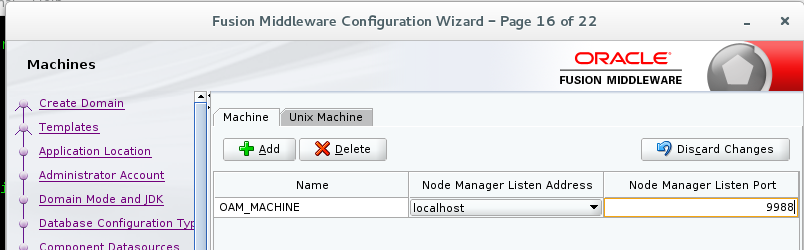 Fusion Middleware Configuration Wizard – Page 16 of 22
Machines
ORACLE
FUSION MIDDLEWARE
Create Domain
Templates
Application Location
Administrator Account
Domain Mode and JDK
Database Configuration Typ
Component Datasources
Machine Unix Machine
Add Delete Discard Changes
Name Node Manager Listen Address Node Manager Listen Port
OAM_MACHINE localhost 9988